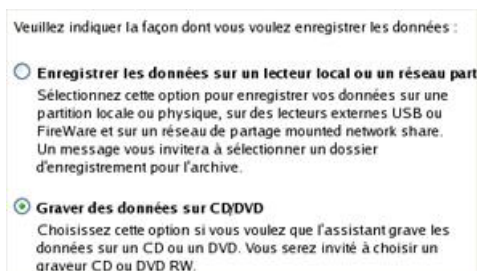 Veuillez indiquer la façon dont vous voulez enregistrer les données :
Enregistrer les données sur un lecteur local ou un réseau part
Sélectionnez cette option pour enregistrer vos données sur une
partition locale ou physique, sur des lecteurs externes USB ou
FireWare et sur un réseau de partage mounted network share.
Un message vous invitera à sélectionner un dossier
d'enregistrement pour l'archive.
Graver des données sur CD/DVD
Choisissez cette option si vous voulez que l'assistant grave les
données sur un CD ou un DVD. Vous serez invité à choisir un
graveur CD ou DVD RW.